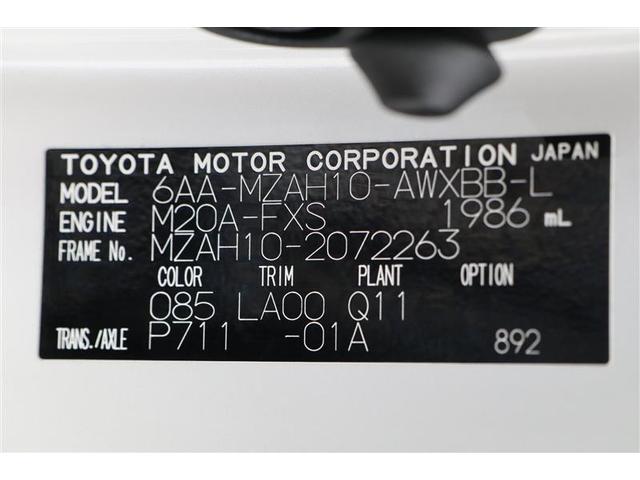 TOYOTA MOTOR CORPORATION JAPAN
MODEL 6AA-MZAH10-AWXBB-L
ENGINE M20A-FXS 1986 mL
FRAME No. MZAH10-2072263
COLOR TRIM PLANT OPTION
085 LA00 Q11
TRANS./AXLE P711 -01A 892